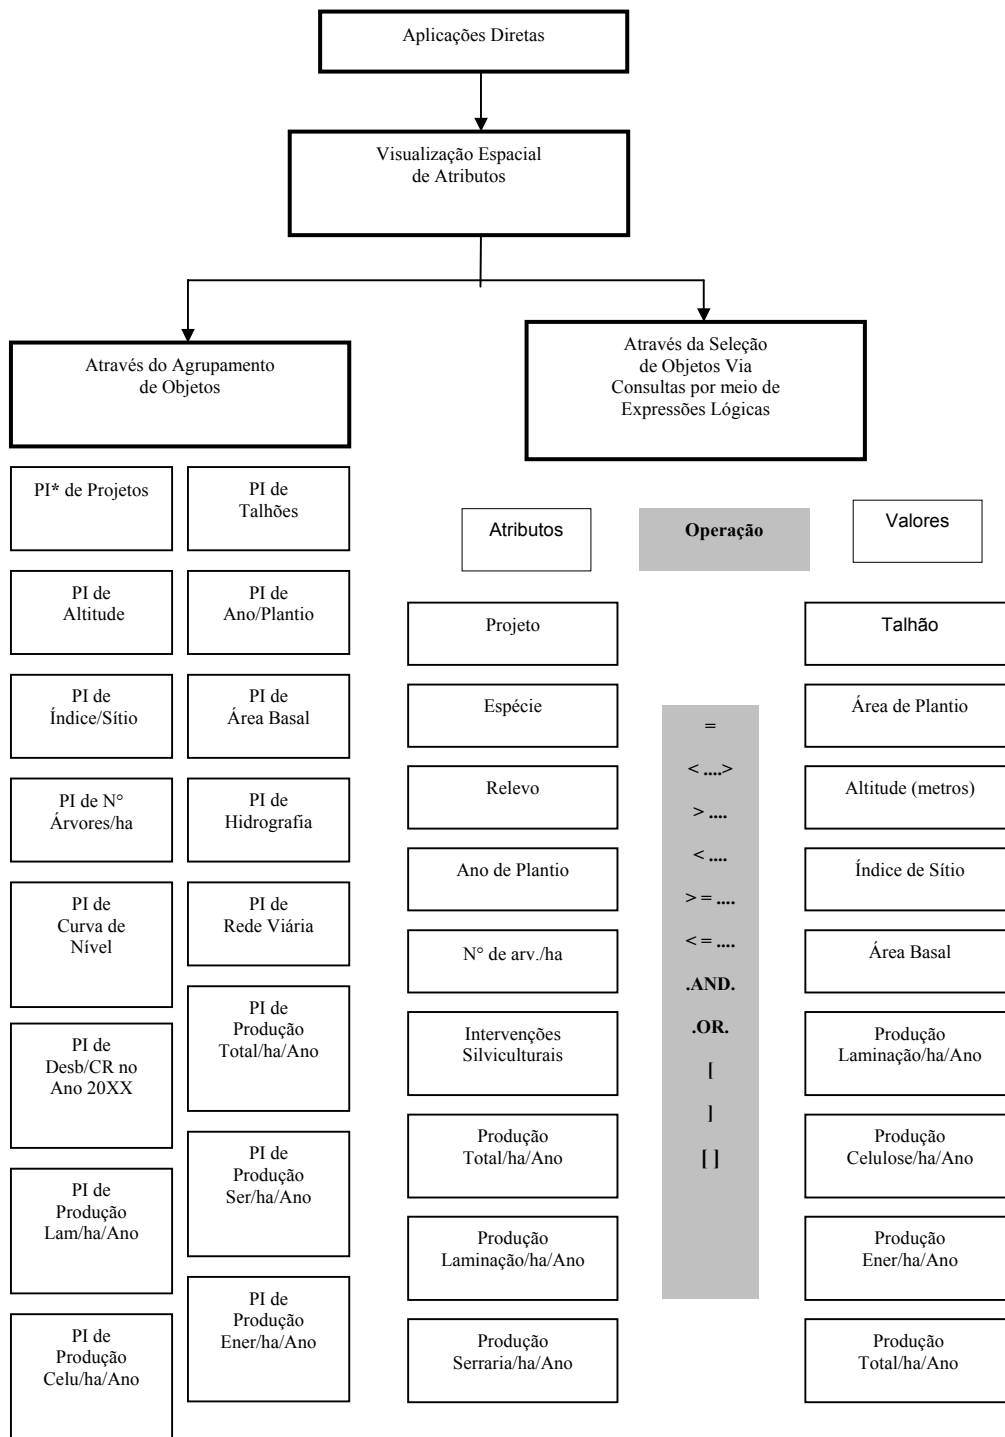 Aplicações Diretas
Visualização Espacial
de Atributos
Através do Agrupamento
de Objetos
Através da Seleção
de Objetos Via
Consultas por meio de
Expressões Lógicas
PI* de Projetos
PI de
Talhões
PI de
Altitude
PI de
Ano/Plantio
PI de
Índice/Sítio
PI de
Área Basal
PI de N°
Árvores/ha
PI de
Hidrografia
PI de
Curva de
Nível
PI de
Rede Viária
PI de
Desb/CR no
Ano 20XX
PI de
Produção
Total/ha/Ano
PI de
Produção
Lam/ha/Ano
PI de
Produção
Ser/ha/Ano
PI de
Produção
Celu/ha/Ano
PI de
Produção
Ener/ha/Ano
Atributos
Projeto
Espécie
Relevo
Ano de Plantio
N° de arv./ha
Intervenções
Silviculturais
Produção
Total/ha/Ano
Produção
Laminação/ha/Ano
Produção
Serraria/ha/Ano
Operação
=
< ....>
> ....
< ....
> = ....
< = ....
.AND.
.OR.
[
]
[ ]
Valores
Talhão
Área de Plantio
Altitude (metros)
Índice de Sítio
Área Basal
Produção
Laminação/ha/Ano
Produção
Celulose/ha/Ano
Produção
Ener/ha/Ano
Produção
Total/ha/Ano